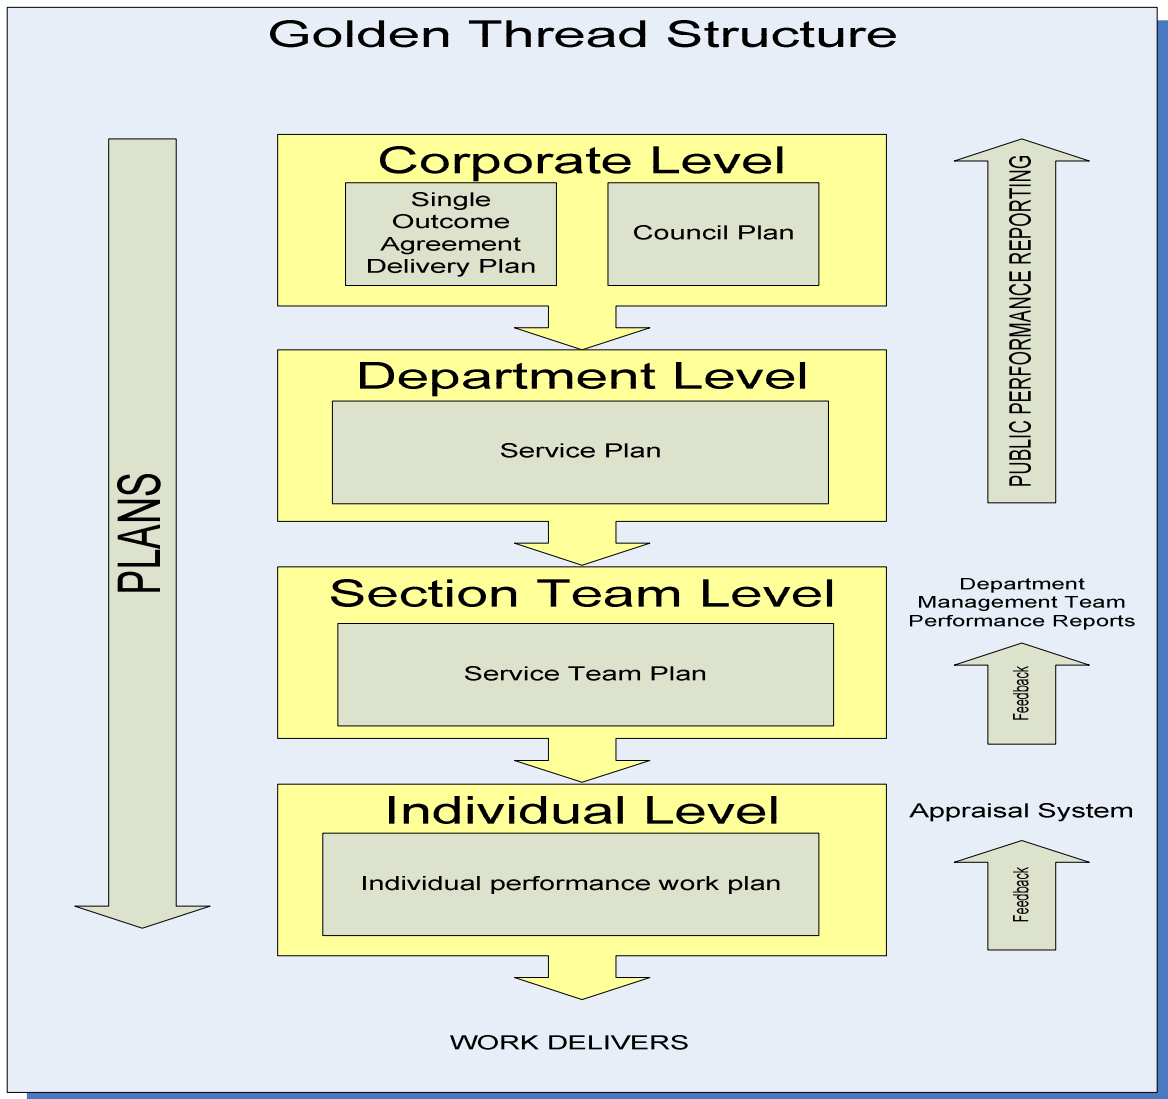 Golden Thread Structure
PLANS
Corporate Level
Single
Outcome
Agreement
Delivery Plan
Council Plan
Department Level
Service Plan
Section Team Level
Service Team Plan
Individual Level
Individual performance work plan
WORK DELIVERS
PUBLIC PERFORMANCE REPORTING
Department
Management Team
Performance Reports
Feedback
Appraisal System
Feedback